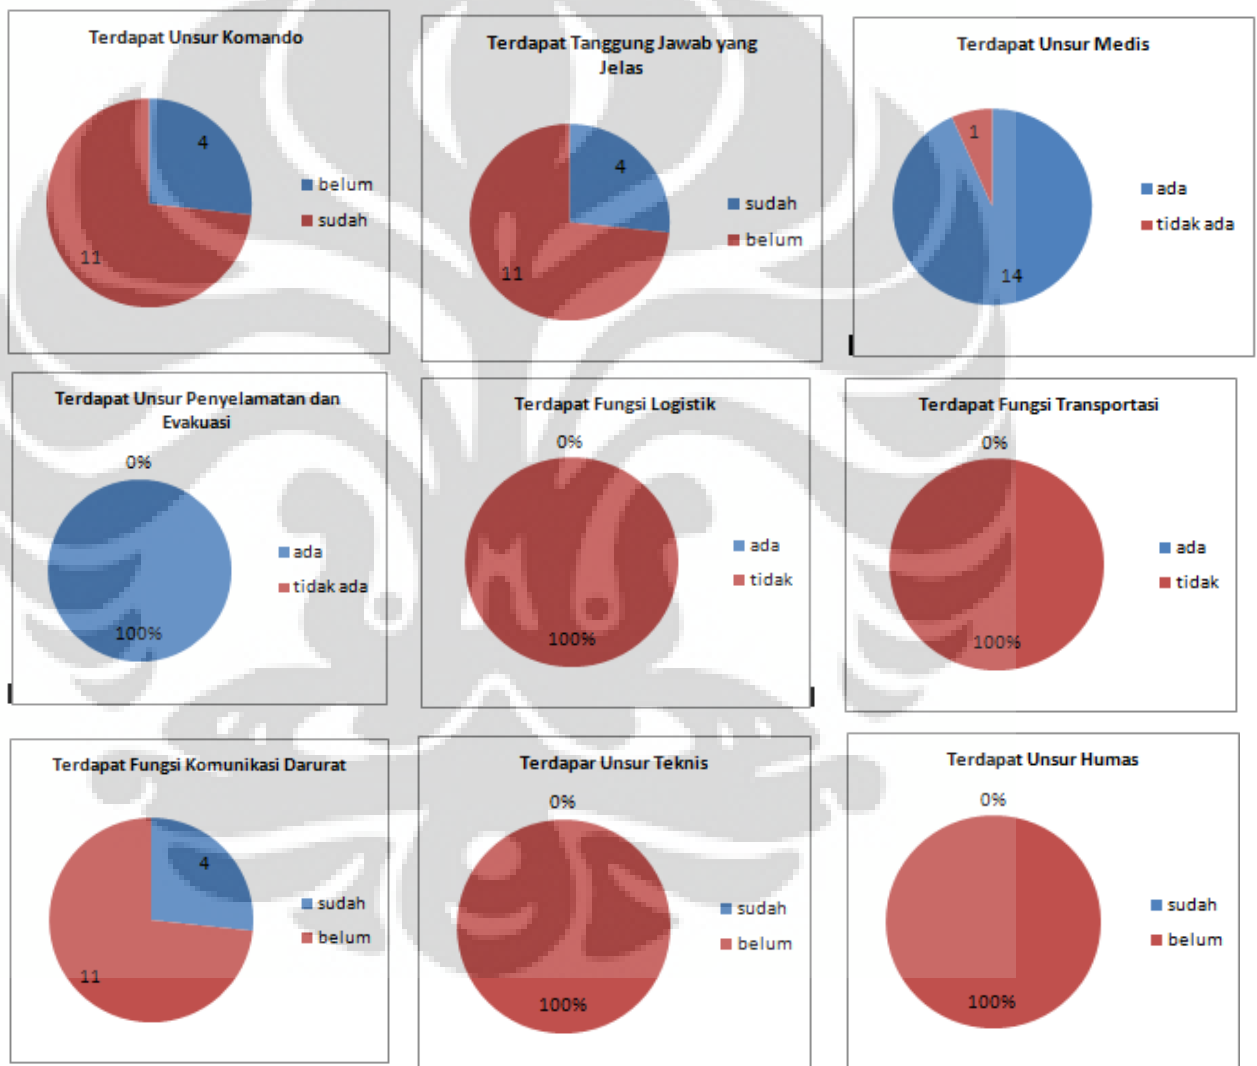 Terdapat Unsur Komando
4
11
belum
sudah
Terdapat Tanggung Jawab yang
Jelas
4
11
sudah
belum
Terdapat Unsur Medis
1
14
ada
tidak ada
Terdapat Unsur Penyelamatan dan
Evakuasi
0%
100%
ada
tidak ada
Terdapat Fungsi Logistik
0%
100%
ada
tidak
Terdapat Fungsi Transportasi
0%
100%
ada
tidak
Terdapat Fungsi Komunikasi Darurat
4
11
sudah
belum
Terdapar Unsur Teknis
0%
100%
sudah
belum
Terdapat Unsur Humas
0%
100%
sudah
belum